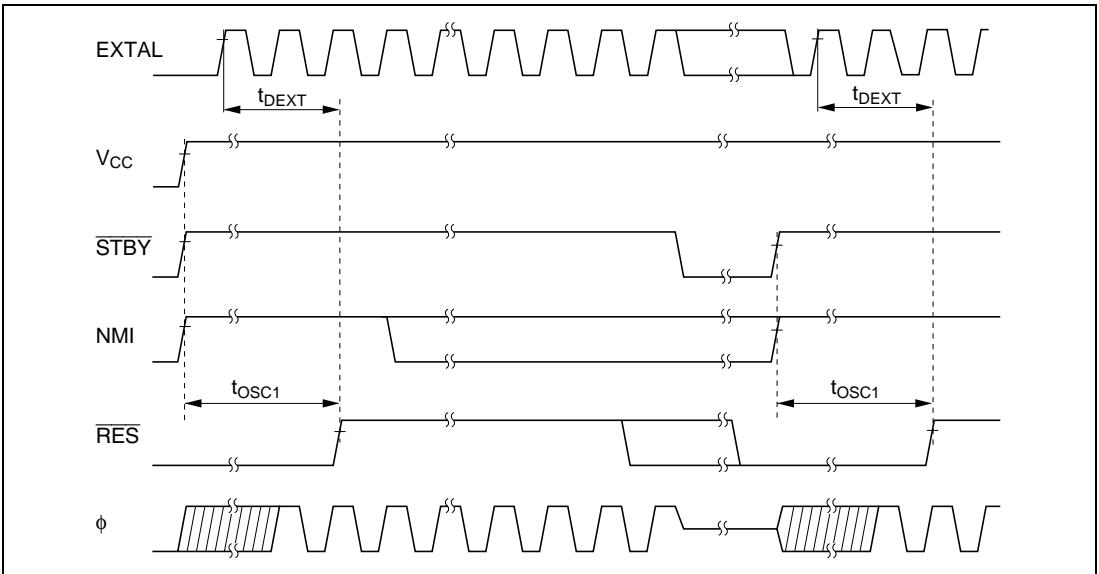 EXTAL
tDEXT
tDEXT
VCC
STBY
NMI
tOSC1
tOSC1
RES
ϕ